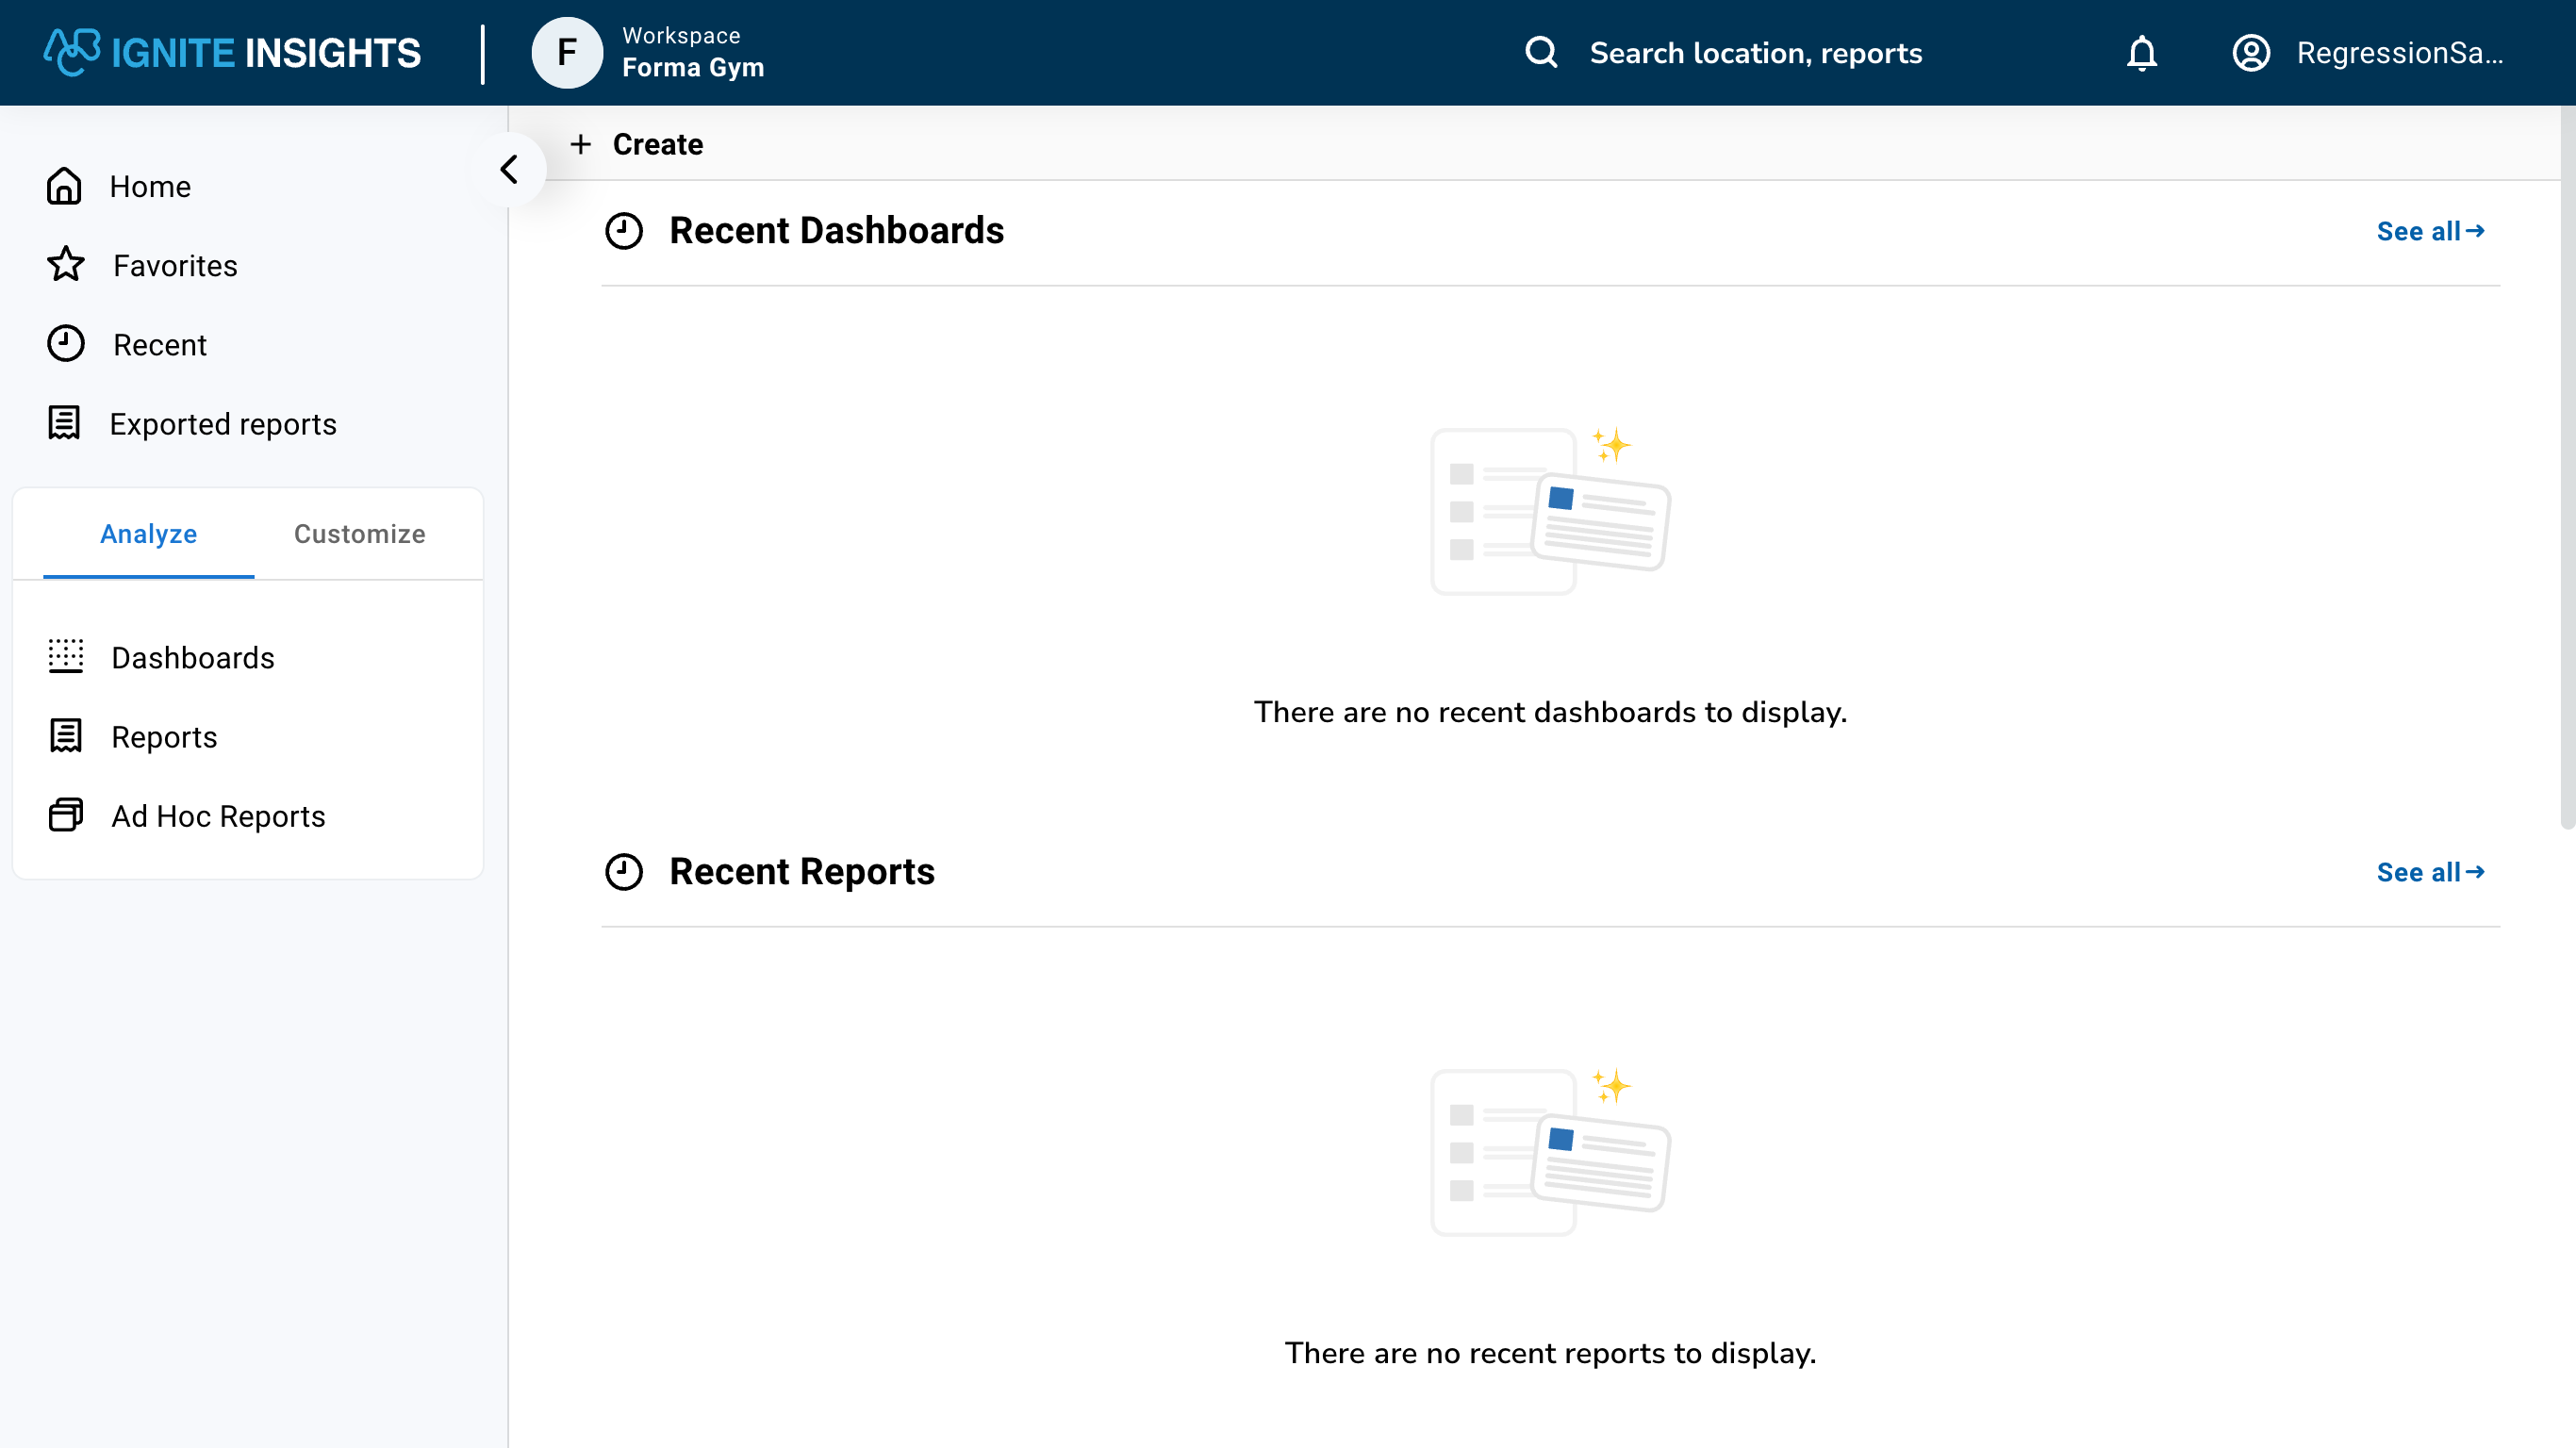 IGNITE INSIGHTS
F
Workspace
Forma Gym
Search location, reports
RegressionSa...
Home
Favorites
Recent
Exported reports
Analyze
Customize
Dashboards
Reports
Ad Hoc Reports
+ Create
Recent Dashboards
See all→
There are no recent dashboards to display.
Recent Reports
See all→
There are no recent reports to display.